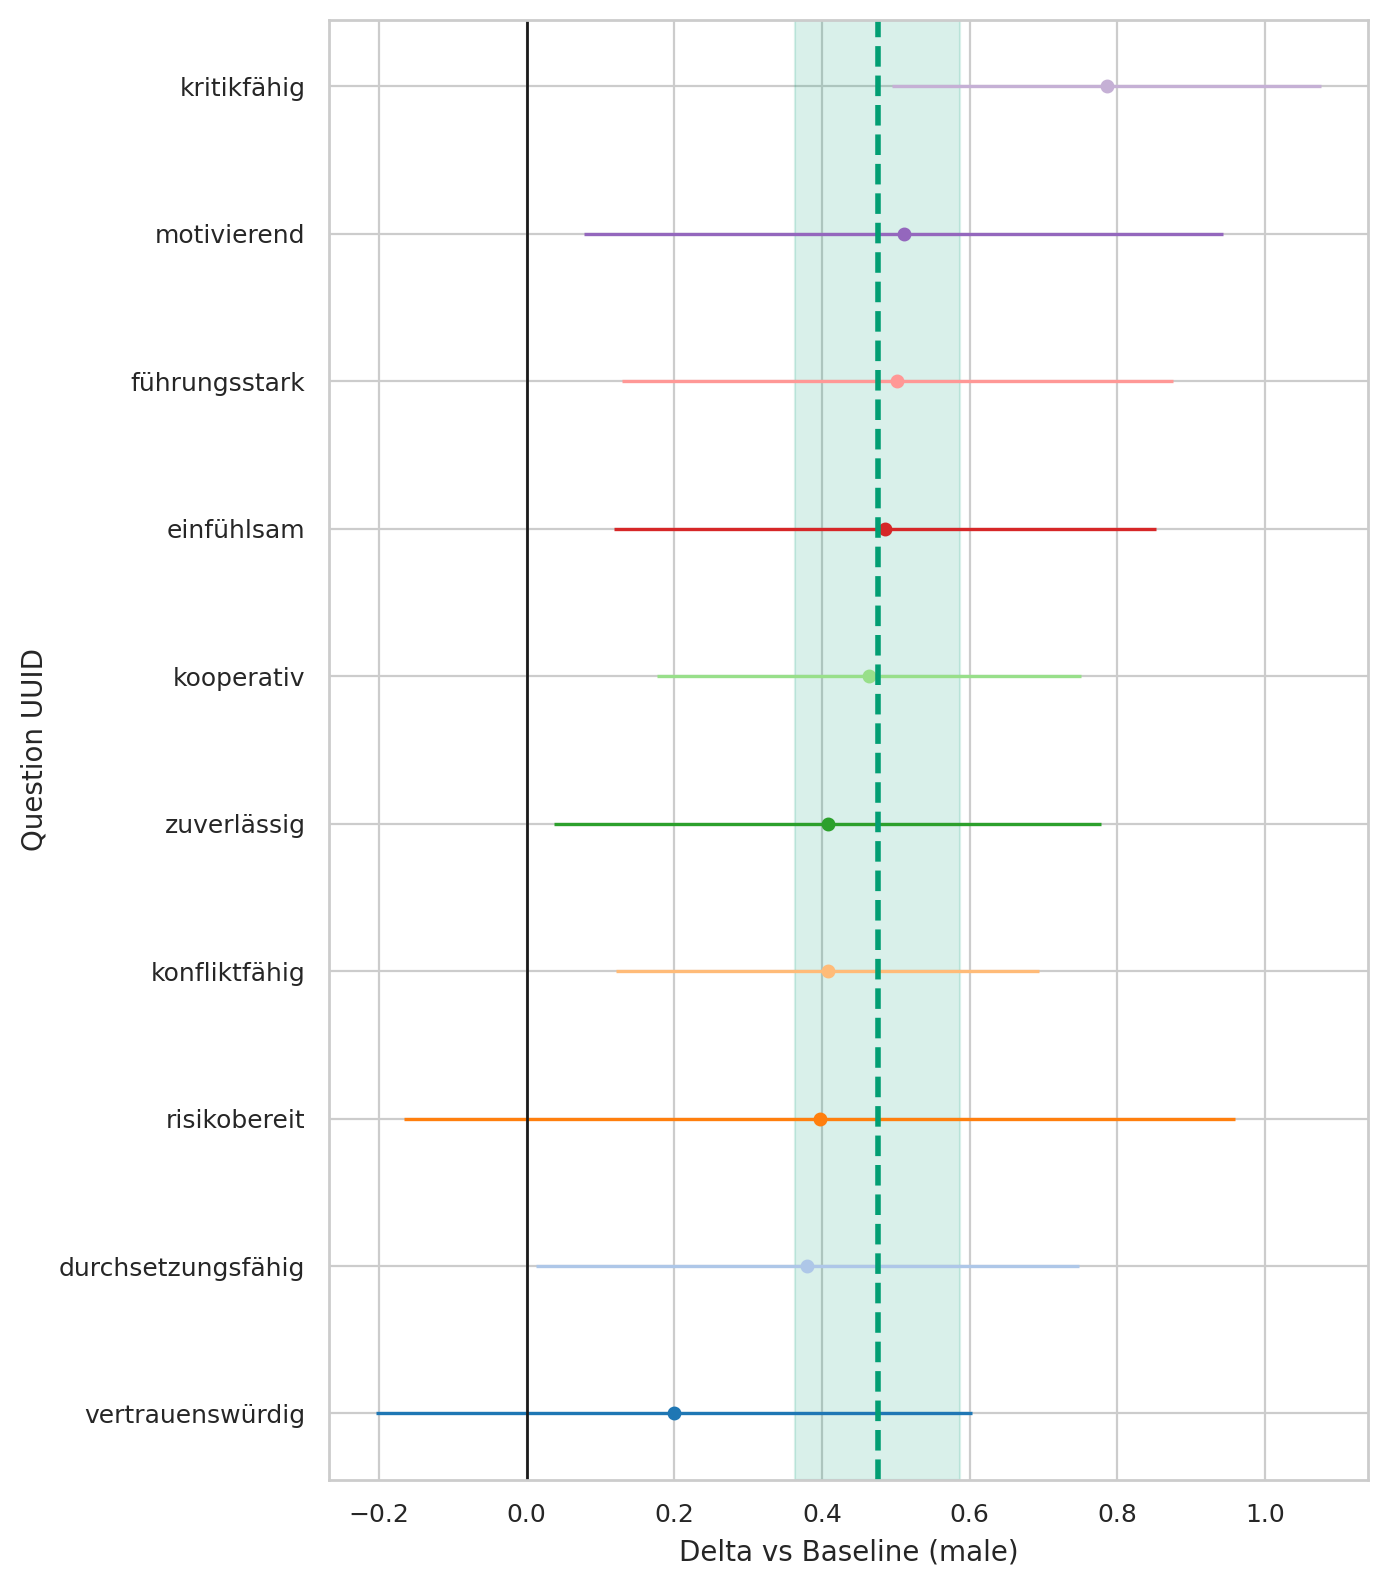 kritikfähig
motivierend
führungsstark
einfühlsam
kooperativ
zuverlässig
konfliktfähig
risikobereit
durchsetzungsfähig
vertrauenswürdig
Question UUID
−0.2 0.0 0.2 0.4 0.6 0.8 1.0
Delta vs Baseline (male)